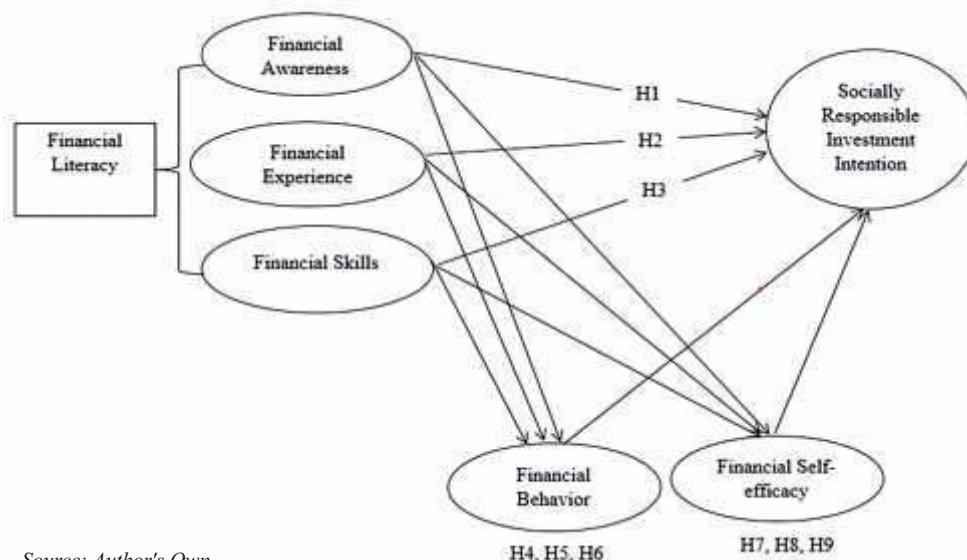 Financial
Awareness
Financial
Literacy
Financial
Experience
Financial Skills
H1
H2
H3
Socially
Responsible
Investment
Intention
Financial
Behavior
Financial Self-
efficacy
Source: Author's Own
H4, H5, H6
H7, H8, H9